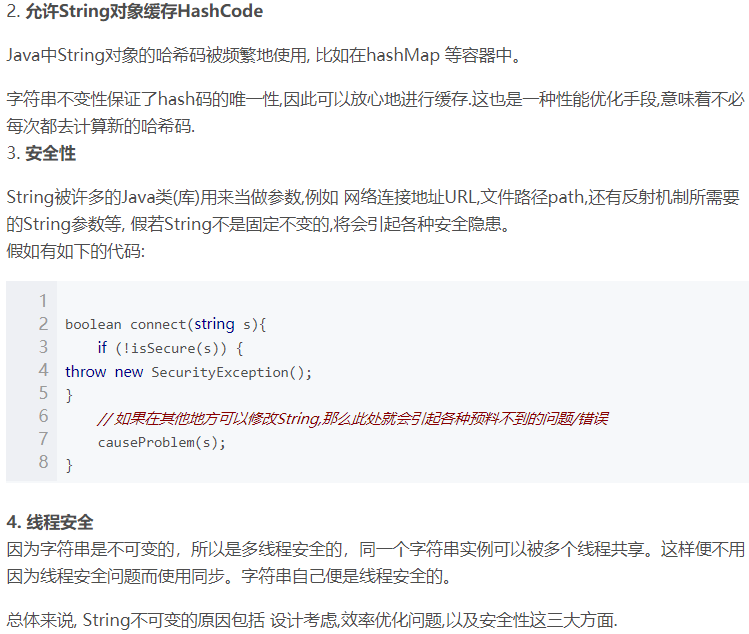 2. 允许String对象缓存HashCode
Java中String对象的哈希码被频繁地使用, 比如在hashMap 等容器中。
字符串不变性保证了hash码的唯一性,因此可以放心地进行缓存.这也是一种性能优化手段,意味着不必
每次都去计算新的哈希码.
3. 安全性
String被许多的Java类(库)用来当做参数,例如 网络连接地址URL,文件路径path,还有反射机制所需要
的String参数等, 假若String不是固定不变的,将会引起各种安全隐患。
假如有如下的代码:
1
2 boolean connect(string s){
3 if (!isSecure(s)) {
4 throw new SecurityException();
5 }
6 // 如果在其他地方可以修改String,那么此处就会引起各种预料不到的问题/错误
7 causeProblem(s);
8 }
4. 线程安全
因为字符串是不可变的，所以是多线程安全的，同一个字符串实例可以被多个线程共享。这样便不用
因为线程安全问题而使用同步。字符串自己便是线程安全的。
总体来说, String不可变的原因包括 设计考虑,效率优化问题,以及安全性这三大方面.